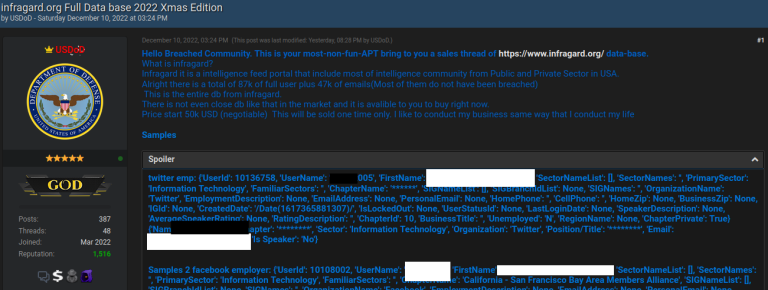 infragard.org Full Data base 2022 Xmas Edition
by USDoD - Saturday December 10, 2022 at 03:24 PM
USDoD
December 10, 2022, 03:24 PM (This post was last modified: Yesterday, 08:28 PM by USDoD.)
#1
Hello Breached Community. This is your most-non-fun-APT bring to you a sales thread of https://www.infragard.org/ data-base.
What is infragard?
Infragard it is a intelligence feed portal that include most of intelligence community from Public and Private Sector in USA.
Alright there is a total of 87k of full user plus 47k of emails(Most of them do not have been breached)
This is the entire db from infragard.
There is not even close db like that in the market and it is avalible to you to buy right now.
Price start 50k USD (negotiable) This will be sold one time only. I like to conduct my business same way that I conduct my life
Samples
DEPARTMENT OF DEFENSE
UNITED STATES OF AMERICA
GOD
Posts: 387
Threads: 48
Joined: Mar 2022
Reputation: 1,516
Spoiler
twitter emp: {'UserId': 10136758, 'UserName': 005', 'FirstName': 'SectorNameList': [], 'SectorNames': '', 'PrimarySector':
'Information Technology', 'FamiliarSectors': '', 'ChapterName': '******', 'SIGNameList': [], 'SIGBranchIdList': None, 'SIGNames': '', 'OrganizationName':
'Twitter', 'EmploymentDescription': None, 'EmailAddress': None, 'PersonalEmail': None, 'HomePhone': '', 'CellPhone': '', 'HomeZip': None, 'BusinessZip': None,
'IGId': None, 'CreatedDate': '/Date(1617365881307)/', 'IsLockedOut': None, 'UserStatusId': None, 'LastLoginDate': None, 'SpeakerDescription': None,
'AverageSpeakerRating': None, 'RatingDescription': '', 'ChapterId': 10, 'BusinessTitle': '', 'Unemployed': 'N', 'RegionName': None, 'ChapterPrivate': True}
{'Nam apter': '********', 'Sector': 'Information Technology', 'Organization': 'Twitter', 'Position/Title': '********', 'Email':
'Is Speaker': 'No'}
Samples 2 facebook employer: {'UserId': 10108002, 'UserName': 'FirstName 'SectorNameList': [], 'SectorNames':
'', 'PrimarySector': 'Information Technology', 'FamiliarSectors': '', 'ChapterName': 'California - San Francisco Bay Area Members Alliance', 'SIGNameList': [],